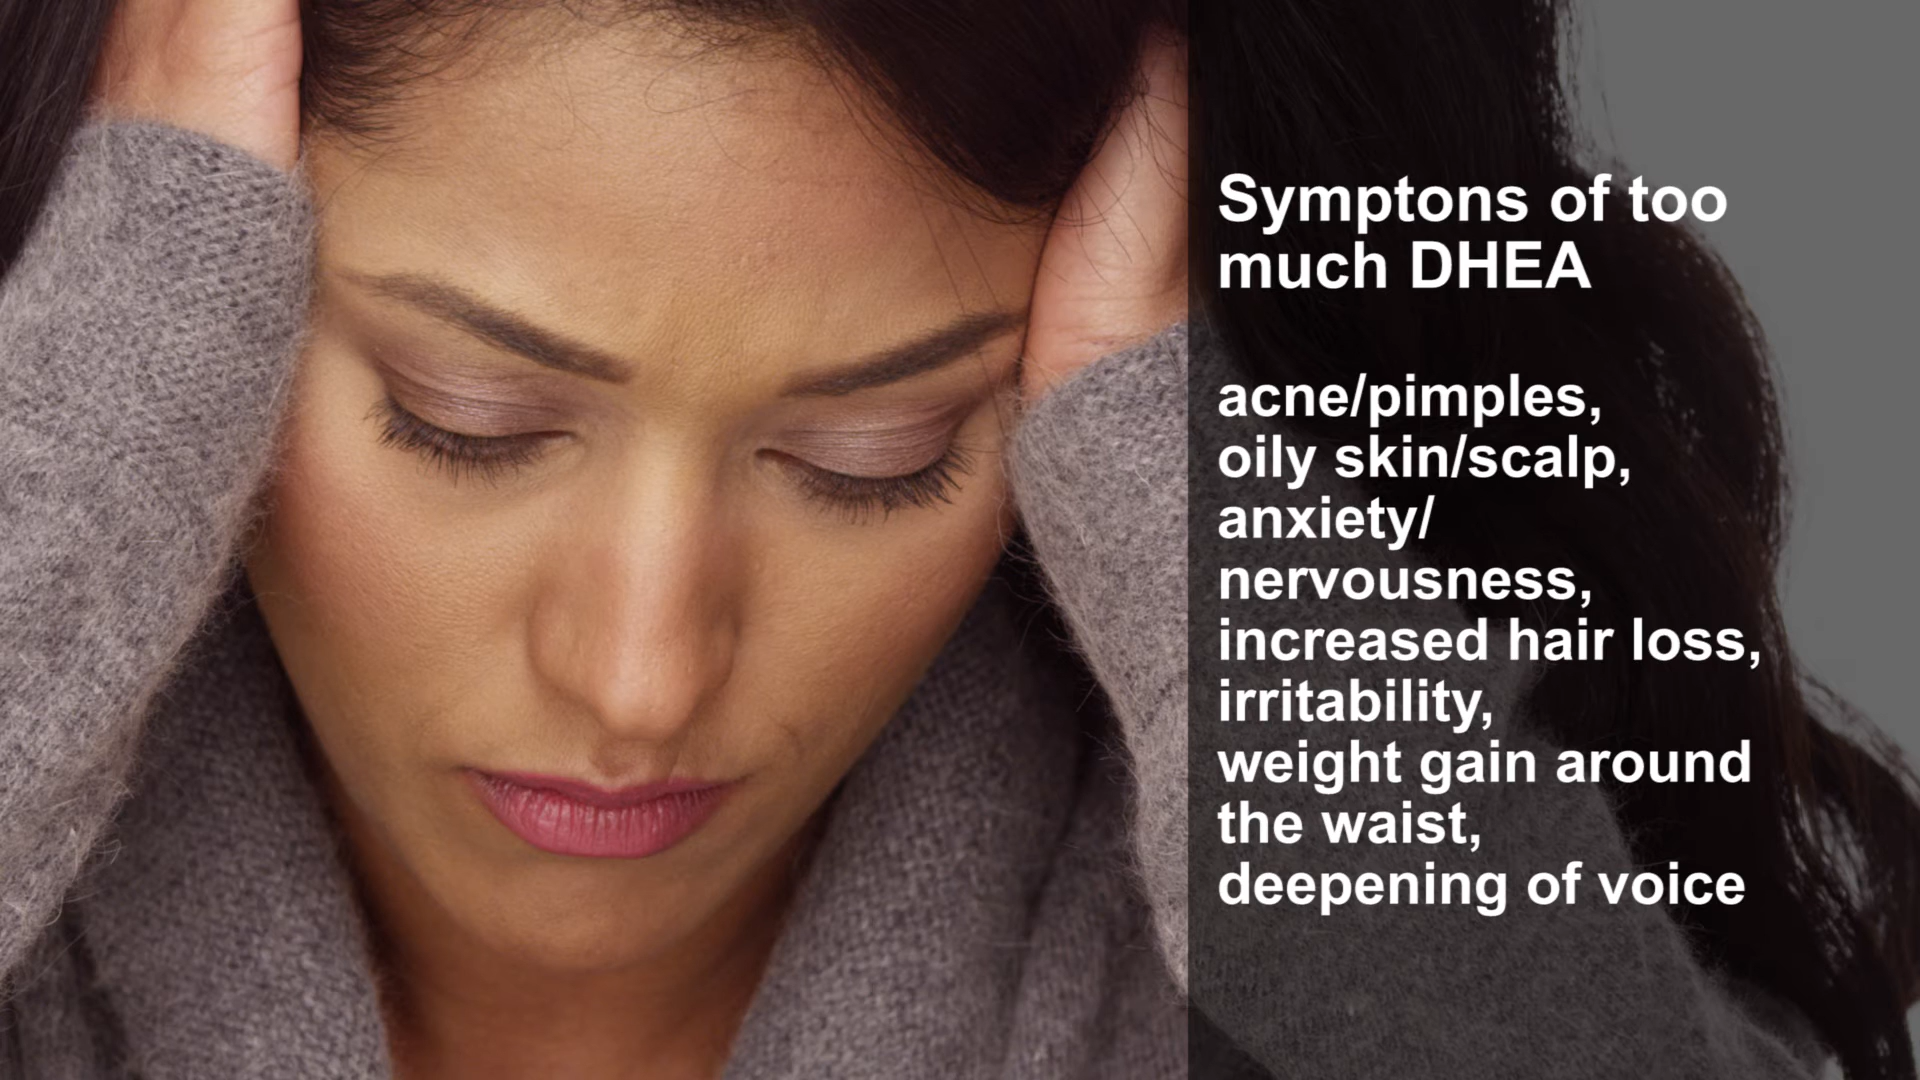 Symptons of too
much DHEA
acne/pimples,
oily skin/scalp,
anxiety/
nervousness,
increased hair loss,
irritability,
weight gain around
the waist,
deepening of voice